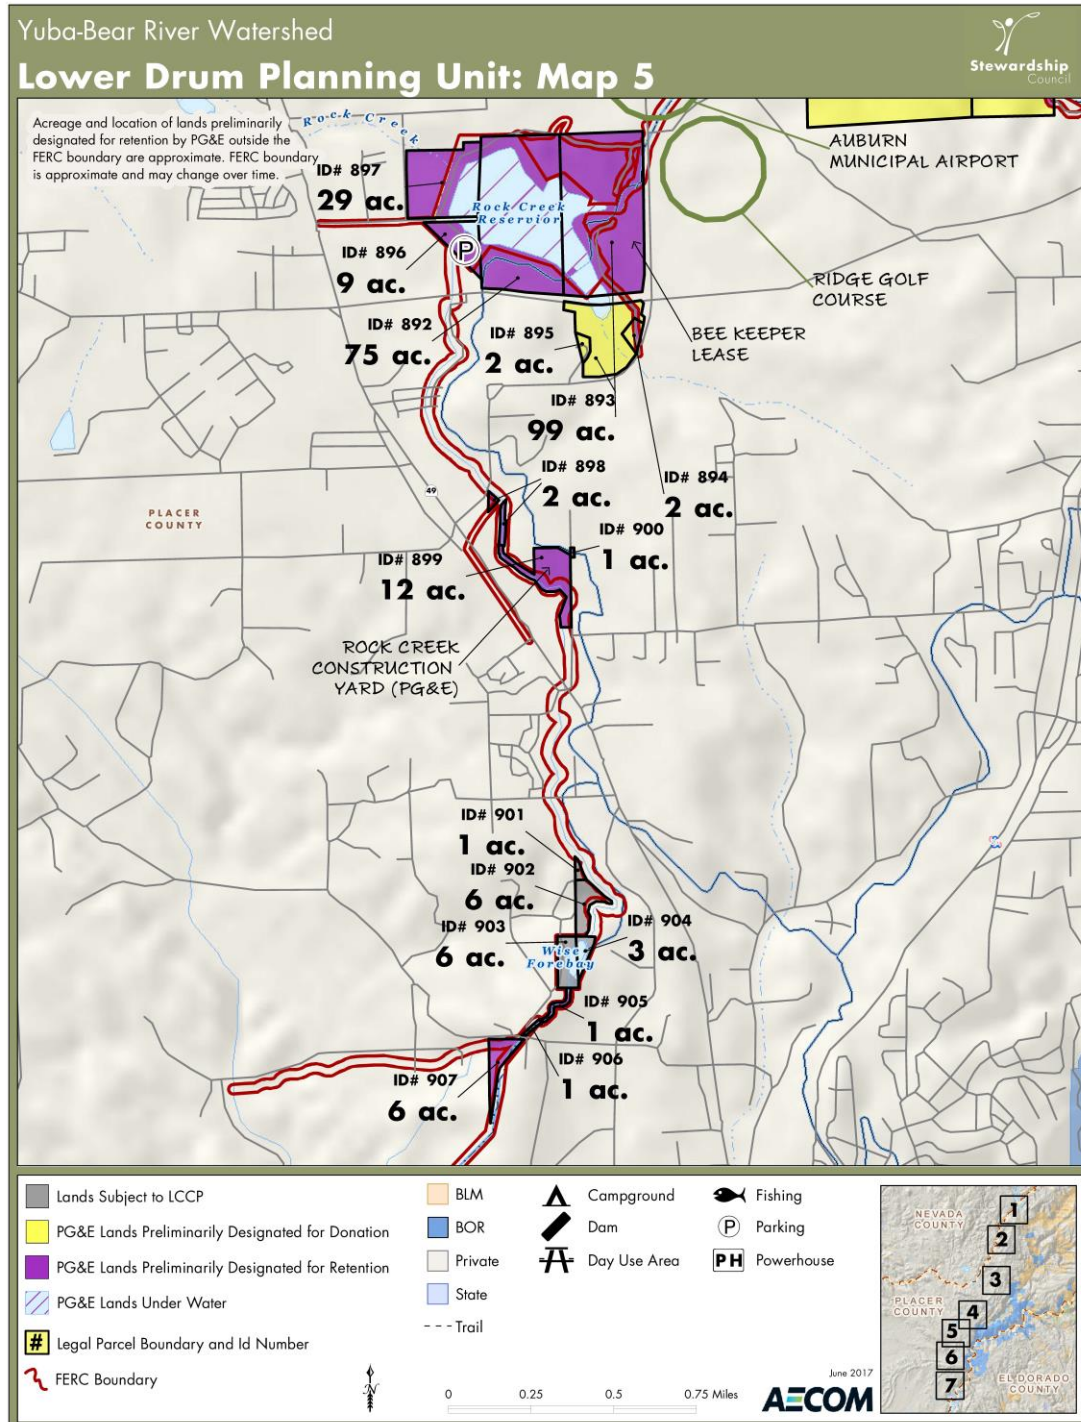 Yuba-Bear River Watershed
Lower Drum Planning Unit: Map 5
Stewardship
Council
Acreage and location of lands preliminarily
designated for retention by PG&E outside the
FERC boundary are approximate. FERC boundary
is approximate and may change over time.
Rock Creek
AUBURN
MUNICIPAL AIRPORT
ID# 897
29 ac.
Rock Creek
Reservior
ID# 896
9 ac.
P
RIDGE GOLF
COURSE
ID# 892
75 ac.
ID# 895
2 ac.
BEE KEEPER
LEASE
ID# 893
99 ac.
ID# 898
2 ac.
ID# 894
2 ac.
49
PLACER
COUNTY
ID# 900
1 ac.
ID# 899
12 ac.
ROCK CREEK
CONSTRUCTION
YARD (PG&E)
ID# 901
1 ac.
ID# 902
6 ac.
ID# 903
6 ac.
ID# 904
3 ac.
Wise
Forebay
ID# 905
1 ac.
ID# 906
1 ac.
ID# 907
6 ac.
Lands Subject to LCCP
PG&E Lands Preliminarily Designated for Donation
PG&E Lands Preliminarily Designated for Retention
PG&E Lands Under Water
# Legal Parcel Boundary and Id Number
FERC Boundary
BLM
BOR
Private
State
Trail
Campground
Dam
Day Use Area
Fishing
P Parking
PH Powerhouse
N
0 0.25 0.5 0.75 Miles
June 2017
AECOM
NEVADA
COUNTY
1
2
3
PLACER
COUNTY
4
5
6
7
EL DORADO
COUNTY